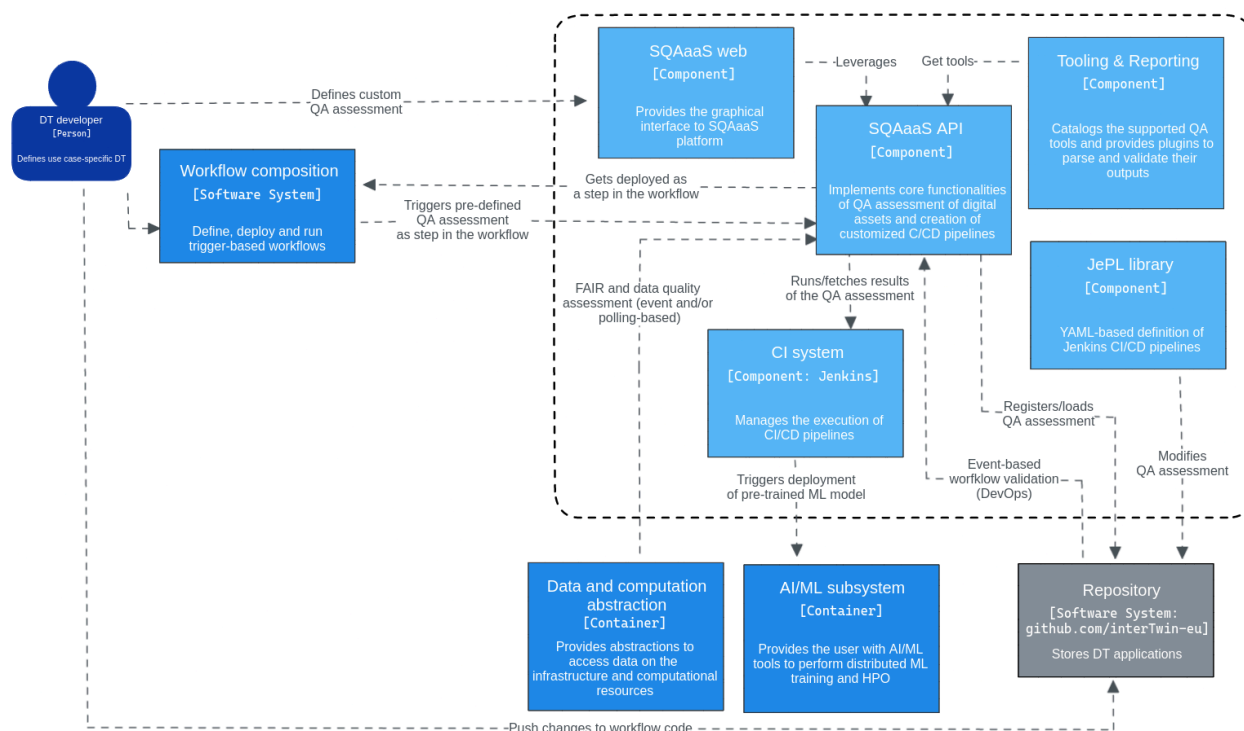 SQAaaS web
[Component]
Provides the graphical
interface to SQAaaS
platform
Leverages
Get tools
Tooling & Reporting
[Component]
Catalogs the supported QA
tools and provides plugins to
parse and validate their
outputs
DT developer
[Person]
Defines use case-specific DT
Defines custom
QA assessment
SQAaaS API
[Component]
Implements core functionalities
of QA assessment of digital
assets and creation of
customized C/CD pipelines
Workflow composition
[Software System]
Define, deploy and run
trigger-based workflows
Gets deployed as
a step in the workflow
Triggers pre-defined
QA assessment
as step in the workflow
FAIR and data quality
assessment (event and/or
polling-based)
Runs/fetches results
of the QA assessment
JePL library
[Component]
YAML-based definition of
Jenkins CI/CD pipelines
CI system
[Component: Jenkins]
Manages the execution of
CI/CD pipelines
Registers/loads
QA assessment
Event-based
worfklow validation
(DevOps)
Modifies
QA assessment
Triggers deployment
of pre-trained ML model
Data and computation
abstraction
[Container]
Provides abstractions to
access data on the
infrastructure and computational
resources
AI/ML subsystem
[Container]
Provides the user with AI/ML
tools to perform distributed ML
training and HPO
Repository
[Software System:
github.com/interTwin-eu]
Stores DT applications
Push changes to workflow code